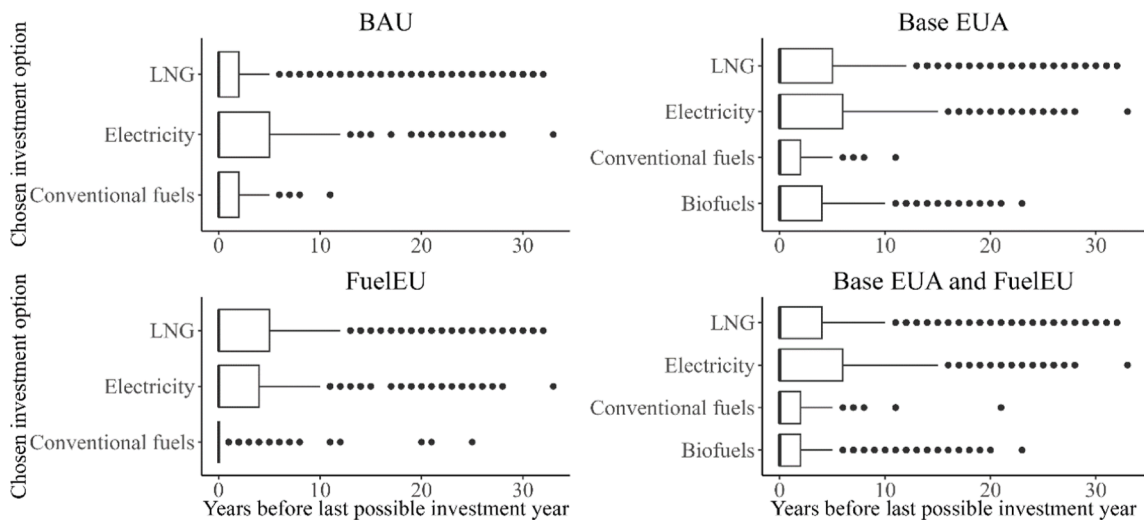 BAU
Chosen investment option
LNG
Electricity
Conventional fuels
0 10 20 30
Base EUA
LNG
Electricity
Conventional fuels
Biofuels
0 10 20 30
FuelEU
Chosen investment option
LNG
Electricity
Conventional fuels
0 10 20 30
Years before last possible investment year
Base EUA and FuelEU
LNG
Electricity
Conventional fuels
Biofuels
0 10 20 30
Years before last possible investment year